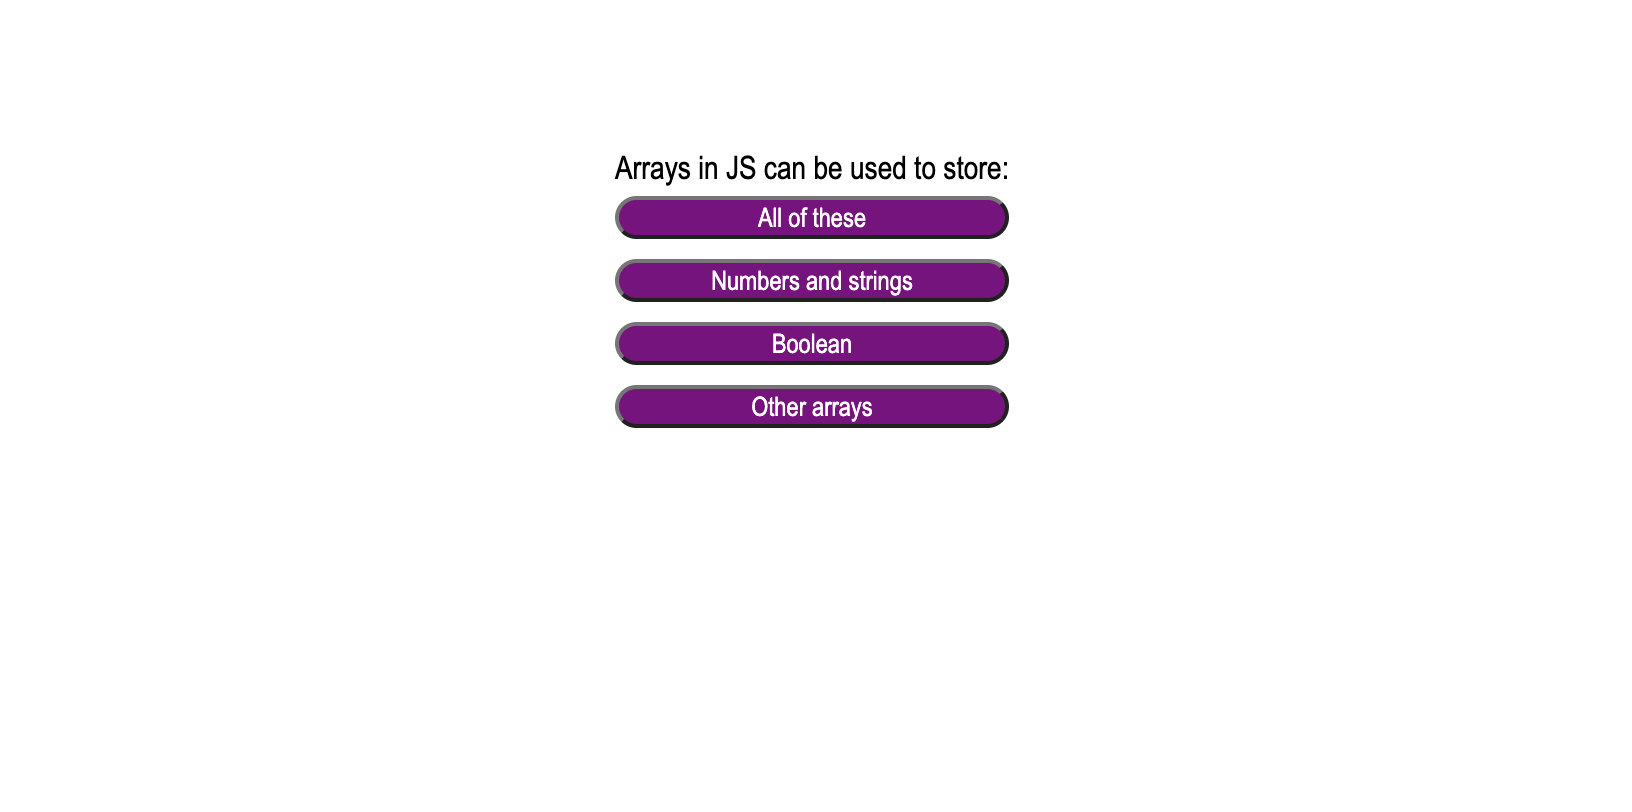 Arrays in JS can be used to store:
All of these
Numbers and strings
Boolean
Other arrays